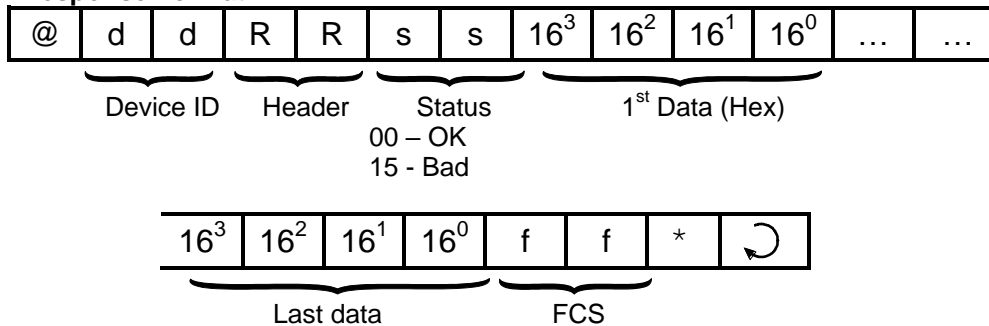 @ d d R R s s 16³ 16² 16¹ 16⁰ … …
Device ID Header Status 1st Data (Hex)
00 – OK
15 - Bad
16³ 16² 16¹ 16⁰ f f *
Last data FCS